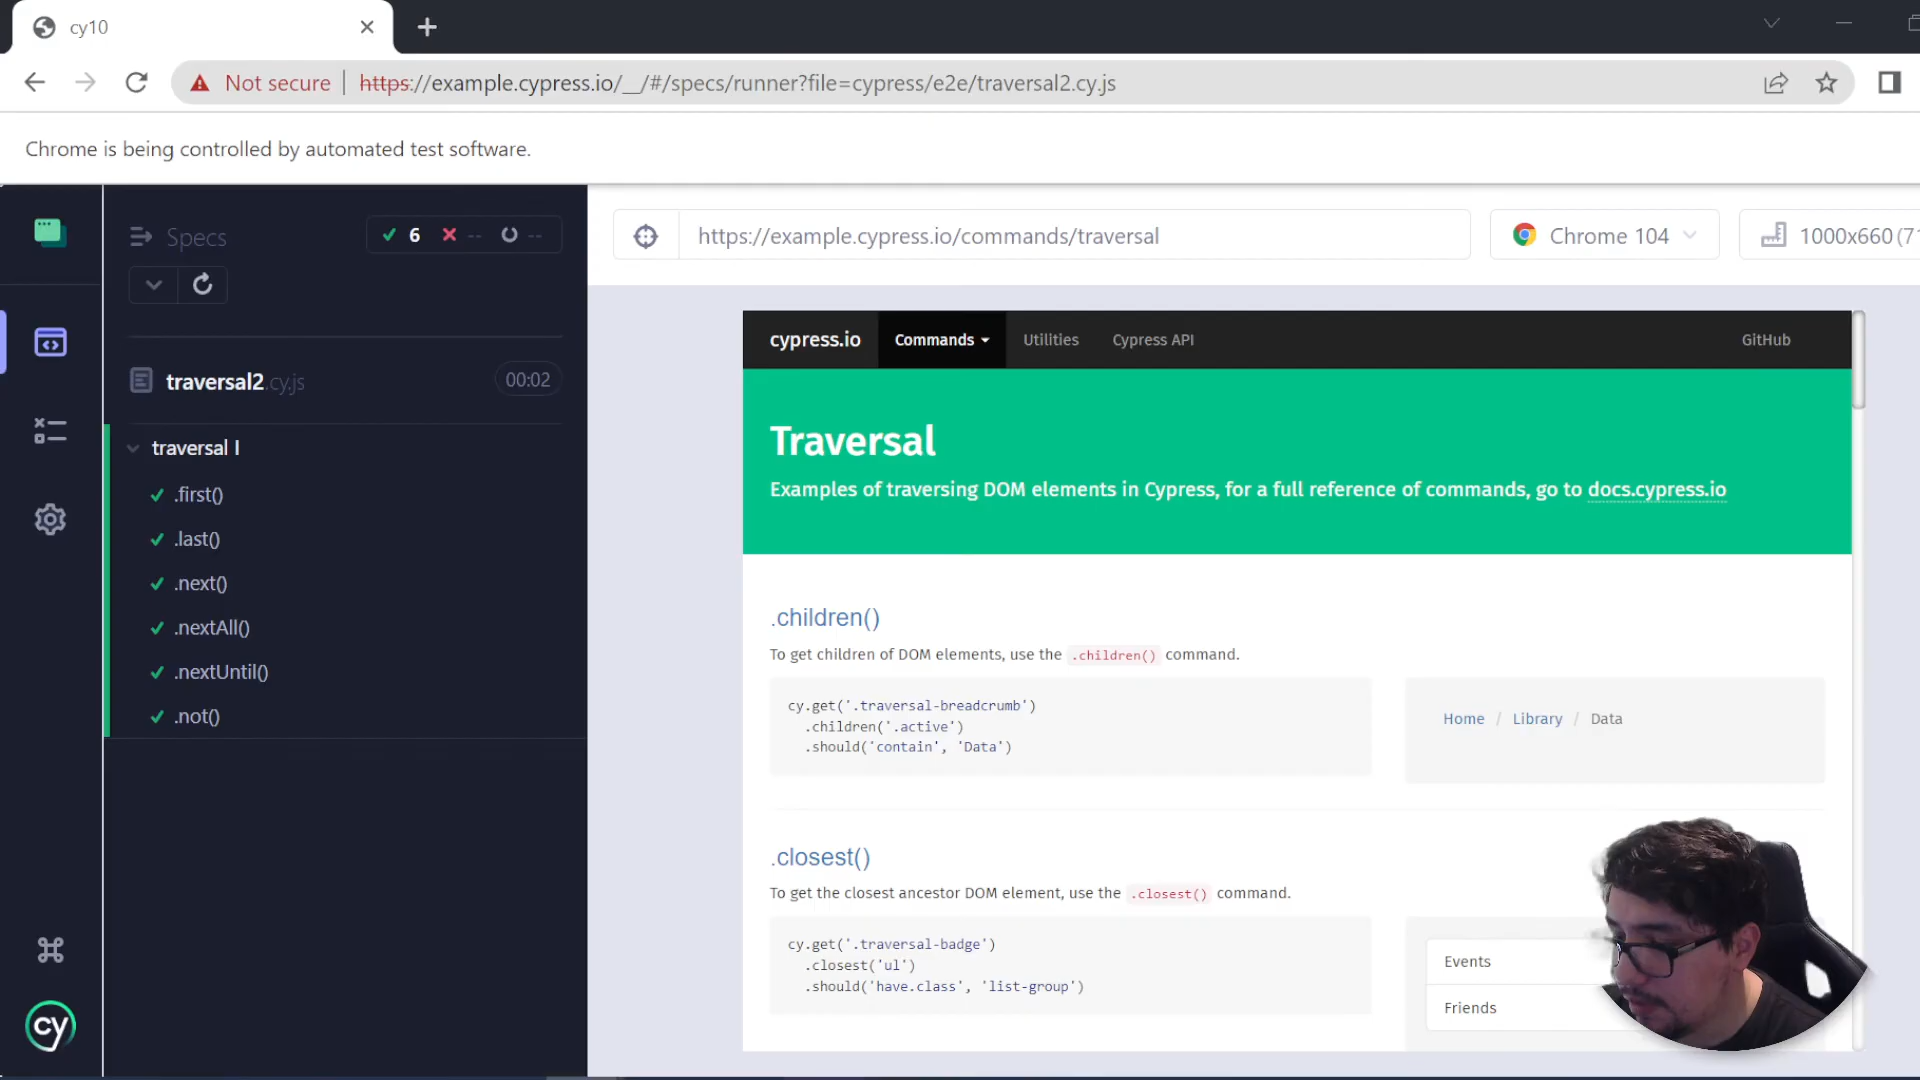 cy10
Not secure
https://example.cypress.io/__/#/specs/runner?file=cypress/e2e/traversal2.cy.js
Chrome is being controlled by automated test software.
Specs
6
--
--
https://example.cypress.io/commands/traversal
Chrome 104
1000x660 (71
traversal2.cy.js
00:02
traversal I
.first()
.last()
.next()
.nextAll()
.nextUntil()
.not()
cy
cypress.io
Commands
Utilities
Cypress API
GitHub
Traversal
Examples of traversing DOM elements in Cypress, for a full reference of commands, go to docs.cypress.io
.children()
To get children of DOM elements, use the .children() command.
cy.get('.traversal-breadcrumb')
.children('.active')
.should('contain', 'Data')
Home / Library / Data
.closest()
To get the closest ancestor DOM element, use the .closest() command.
cy.get('.traversal-badge')
.closest('ul')
.should('have.class', 'list-group')
Events
Friends